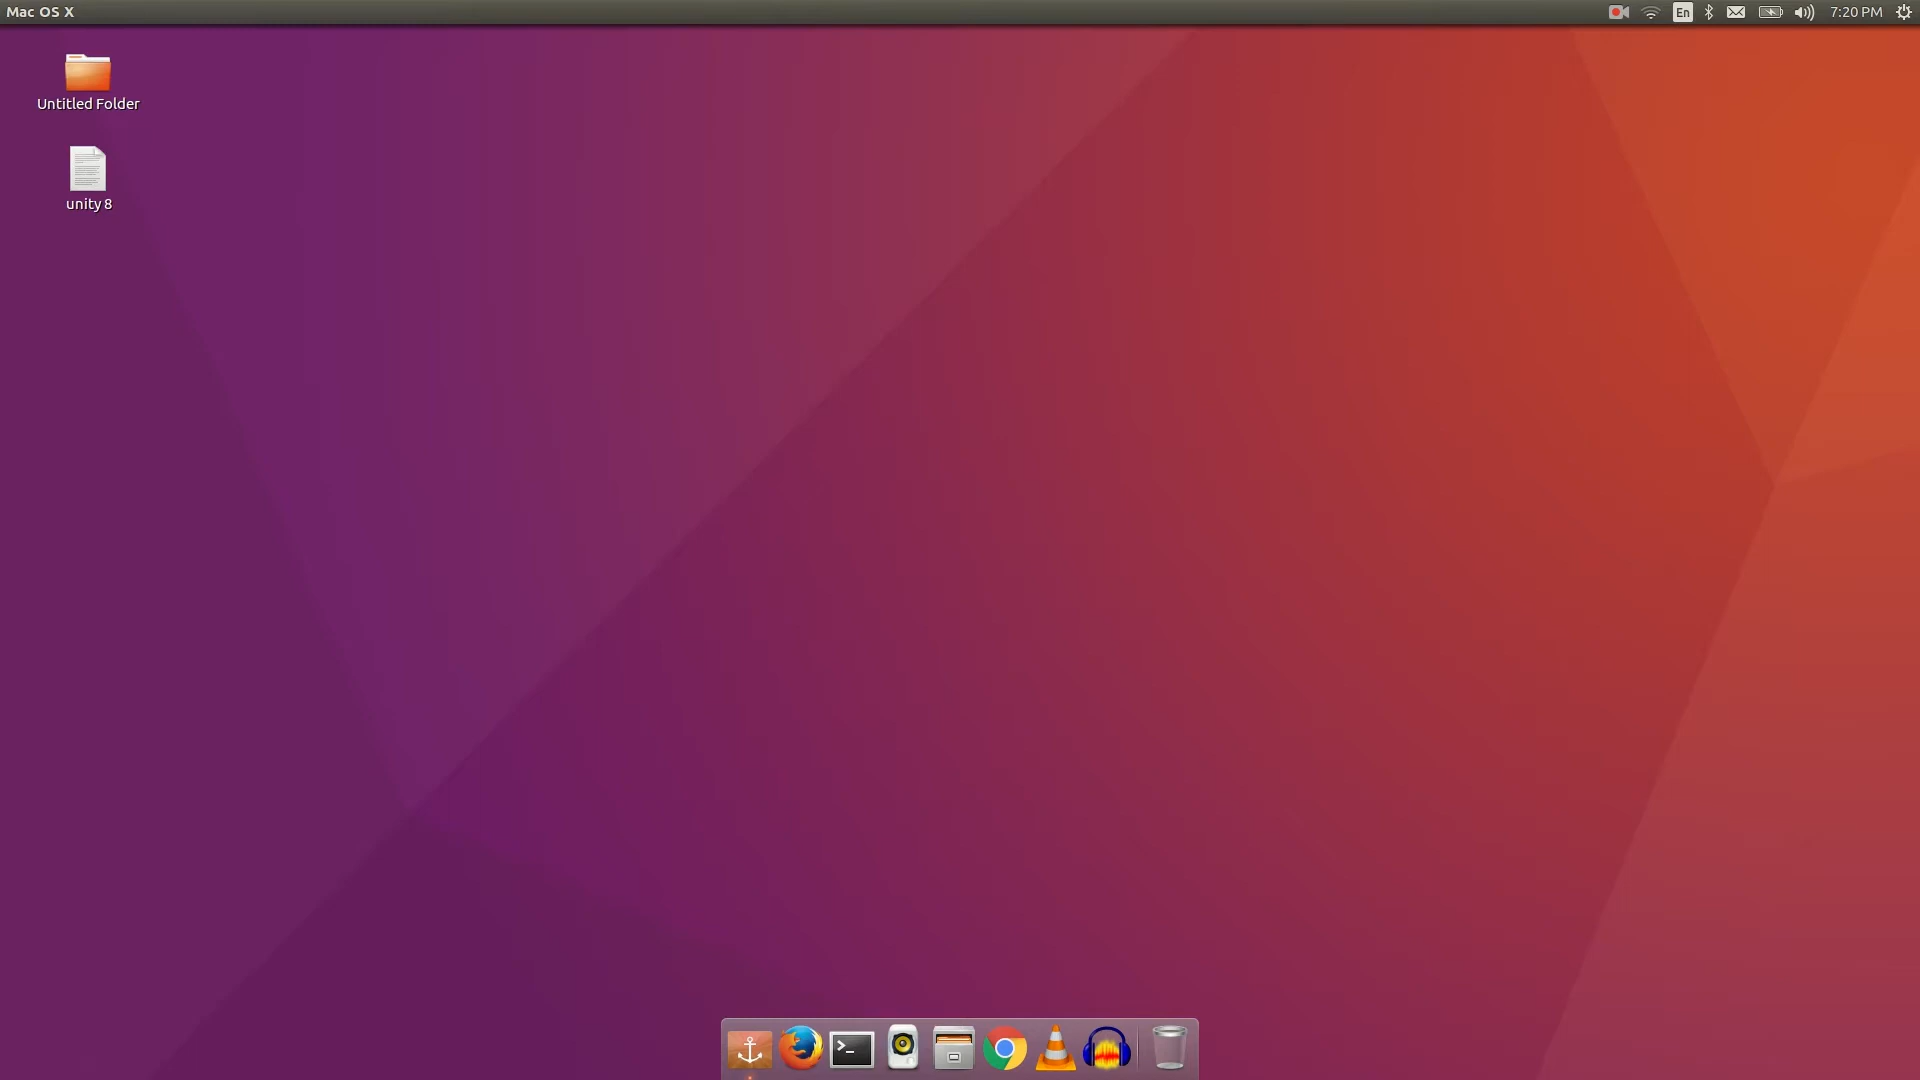 Mac OS X
En
7:20 PM
Untitled Folder
unity 8
>_